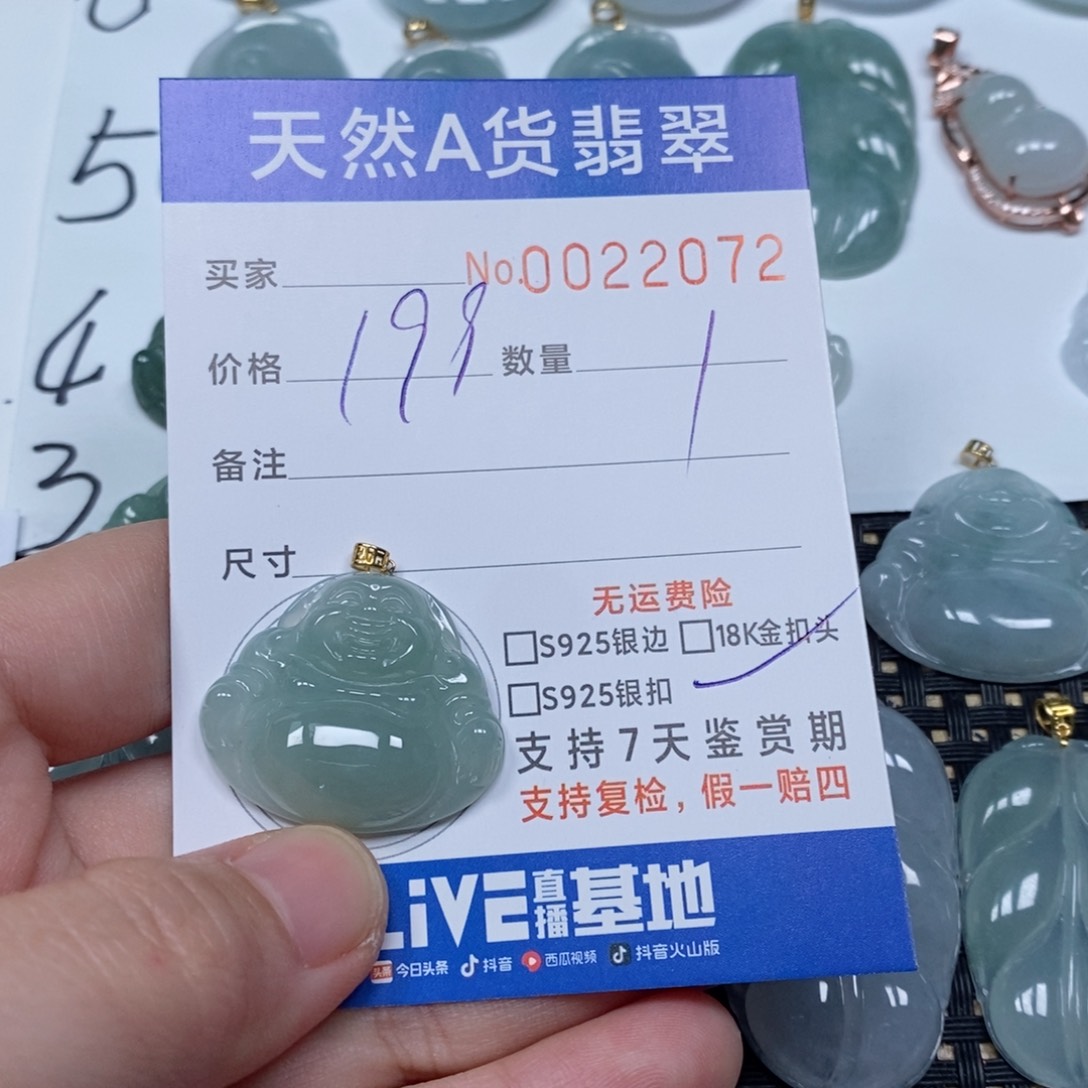 5
4
3
天然A货翡翠
买家 No.0022072
价格 199 数量 1
备注
尺寸
无运费险
S925银边 18K金扣头
S925银扣
支持7天鉴赏期
支持复检，假一赔四
LiVE直播基地
头条 今日头条 抖音 西瓜视频 抖音火山版